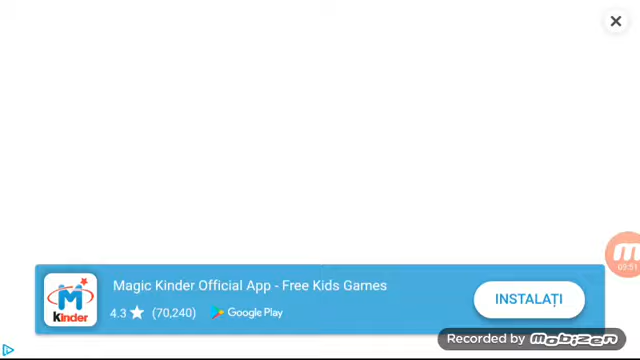 Magic Kinder Official App - Free Kids Games
4.3 (70,240) Google Play
INSTALAȚI
Kinder
09:51
Recorded by mobizen